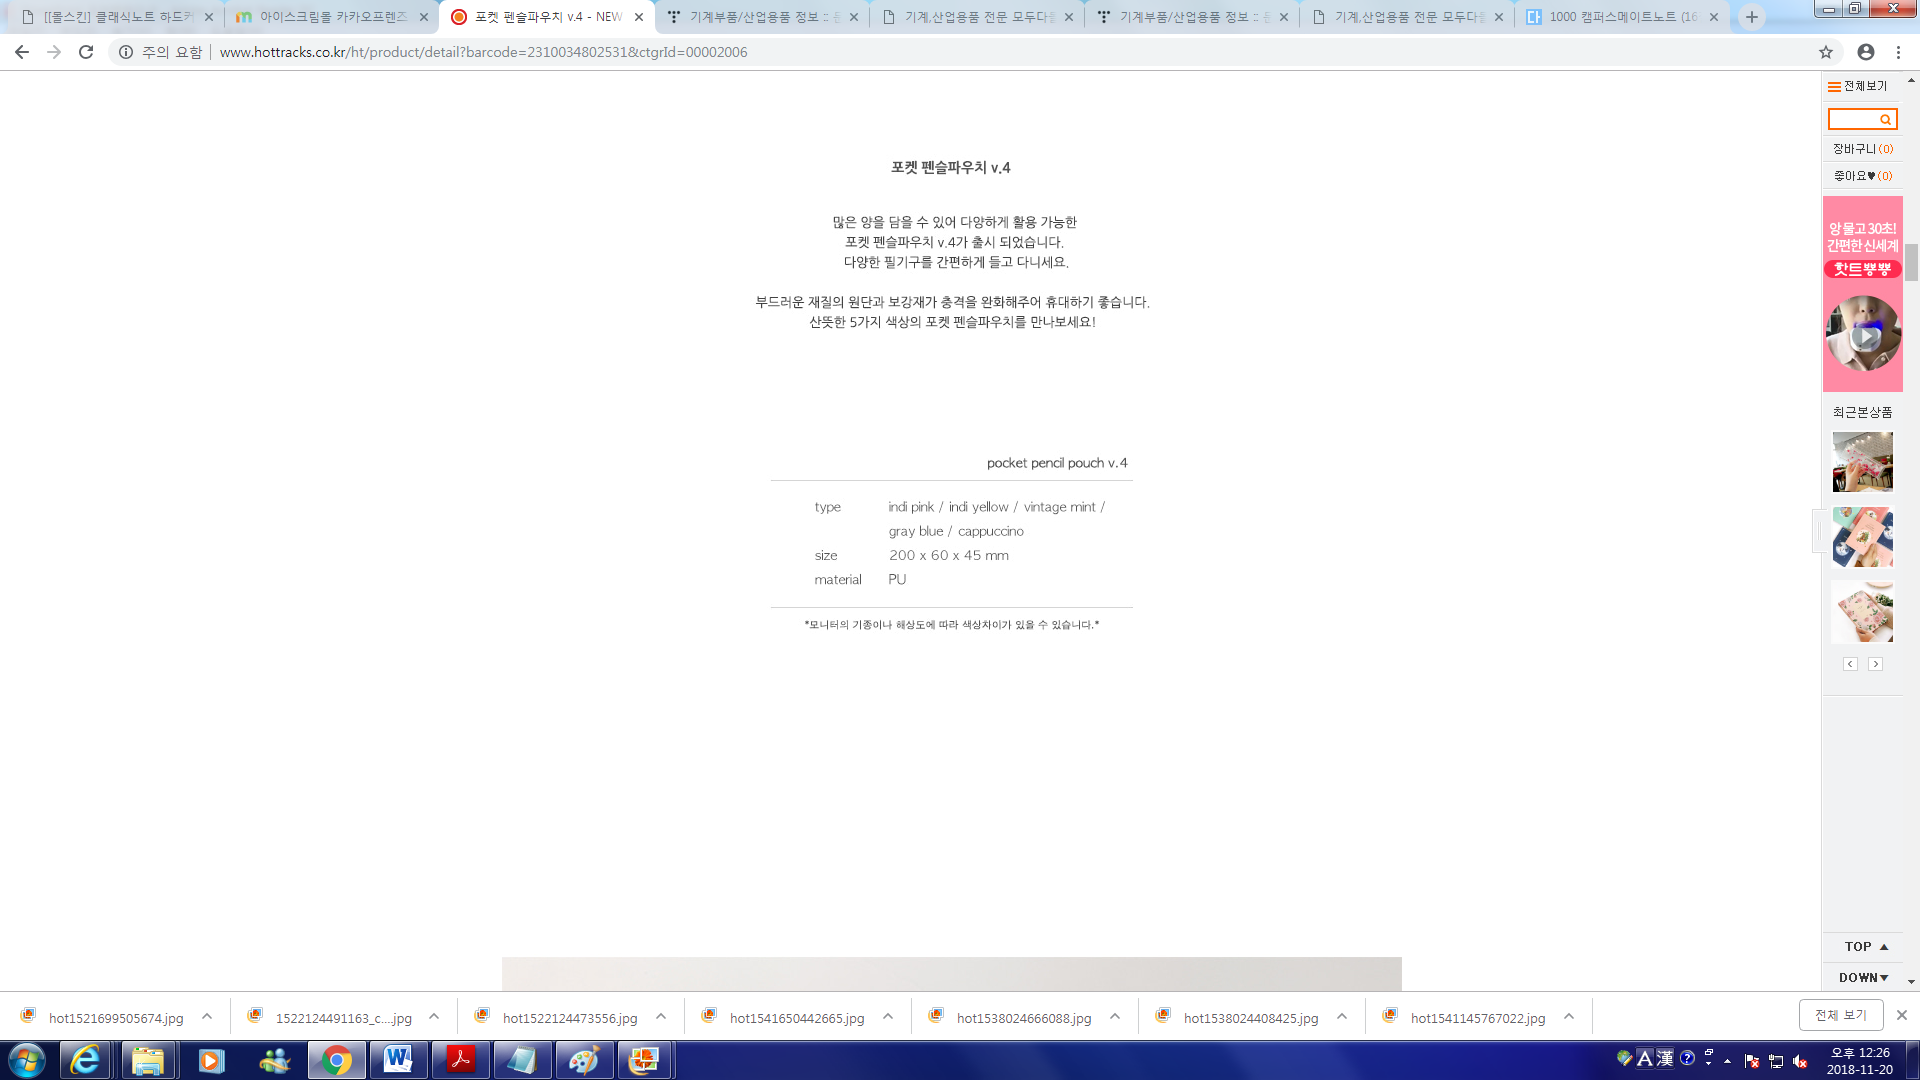 [[몰스킨] 클래식노트 하드커
아이스크림몰 카카오프렌즈
포켓 펜슬파우치 v.4 - NEW
기계부품/산업용품 정보 ::
기계,산업용품 전문 모두다
기계부품/산업용품 정보 ::
기계,산업용품 전문 모두다
1000 캠퍼스메이트노트 (16
주의 요함
www.hottracks.co.kr/ht/product/detail?barcode=2310034802531&ctgrId=00002006
포켓 펜슬파우치 v.4
많은 양을 담을 수 있어 다양하게 활용 가능한
포켓 펜슬파우치 v.4가 출시 되었습니다.
다양한 필기구를 간편하게 들고 다니세요.
부드러운 재질의 원단과 보강재가 충격을 완화해주어 휴대하기 좋습니다.
산뜻한 5가지 색상의 포켓 펜슬파우치를 만나보세요!
pocket pencil pouch v.4
type indi pink / indi yellow / vintage mint /
gray blue / cappuccino
size 200 x 60 x 45 mm
material PU
*모니터의 기종이나 해상도에 따라 색상차이가 있을 수 있습니다.*
전체보기
장바구니(0)
좋아요♥(0)
앙 물고 30초!
간편한 신세계
핫트뿅뿅
최근본상품
TOP ▲
DOWN▼
hot1521699505674.jpg
1522124491163_c....jpg
hot1522124473556.jpg
hot1541650442665.jpg
hot1538024666088.jpg
hot1538024408425.jpg
hot1541145767022.jpg
전체 보기
A 漢
오후 12:26
2018-11-20